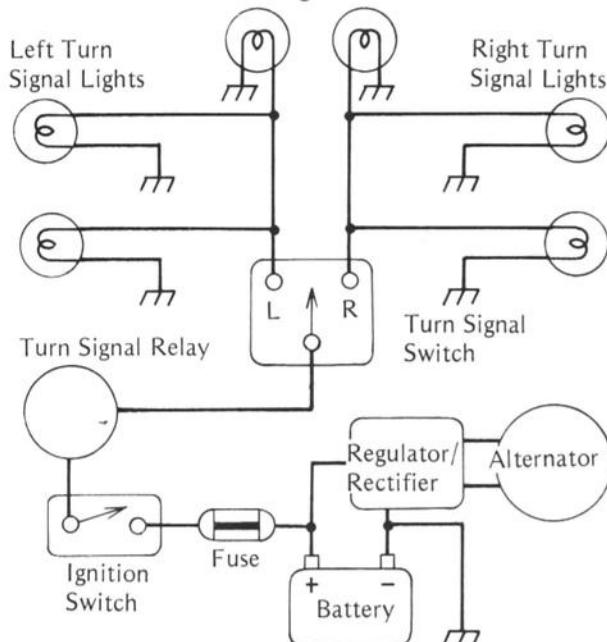 Left Turn
Signal Lights
Right Turn
Signal Lights
L
R
Turn Signal
Switch
Turn Signal Relay
Regulator/
Rectifier
Alternator
Fuse
Ignition
Switch
+
−
Battery